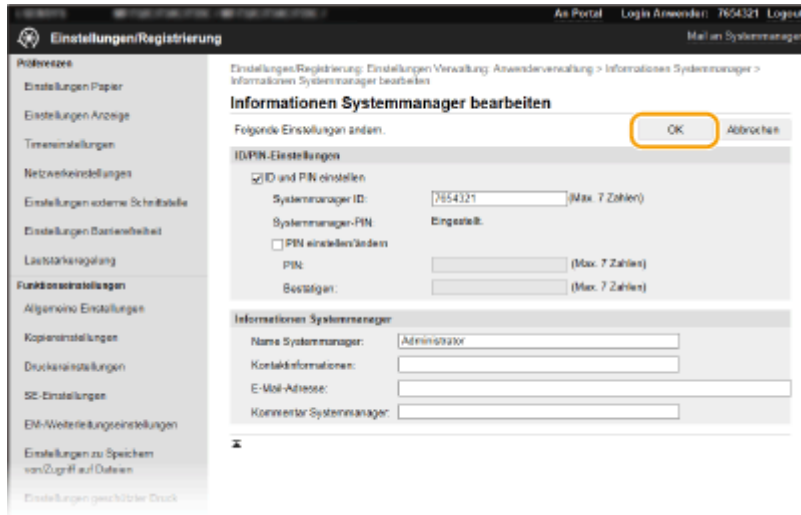 An Portal Login Anwender: 7654321 Logout
Einstellungen/Registrierung
Mail an Systemmanager
Präferenzen
Einstellungen Papier
Einstellungen Anzeige
Timereinstellungen
Netzwerkeinstellungen
Einstellungen externe Schnittstelle
Einstellungen Barrierefreiheit
Lautstärkeregelung
Funktionseinstellungen
Allgemeine Einstellungen
Kopiereinstellungen
Druckereinstellungen
SE-Einstellungen
EM-/Weiterleitungseinstellungen
Einstellungen zu Speichern
von/Zugriff auf Dateien
Einstellungen geschützter Druck
Einstellungen/Registrierung: Einstellungen Verwaltung: Anwenderverwaltung > Informationen Systemmanager >
Informationen Systemmanager bearbeiten
Informationen Systemmanager bearbeiten
Folgende Einstellungen ändern.
OK
Abbrechen
ID/PIN-Einstellungen
ID und PIN einstellen
Systemmanager ID: 7654321 (Max. 7 Zahlen)
Systemmanager-PIN: Eingestellt.
PIN einstellen/ändern
PIN: (Max. 7 Zahlen)
Bestätigen: (Max. 7 Zahlen)
Informationen Systemmanager
Name Systemmanager: Administrator
Kontaktinformationen:
E-Mail-Adresse:
Kommentar Systemmanager: